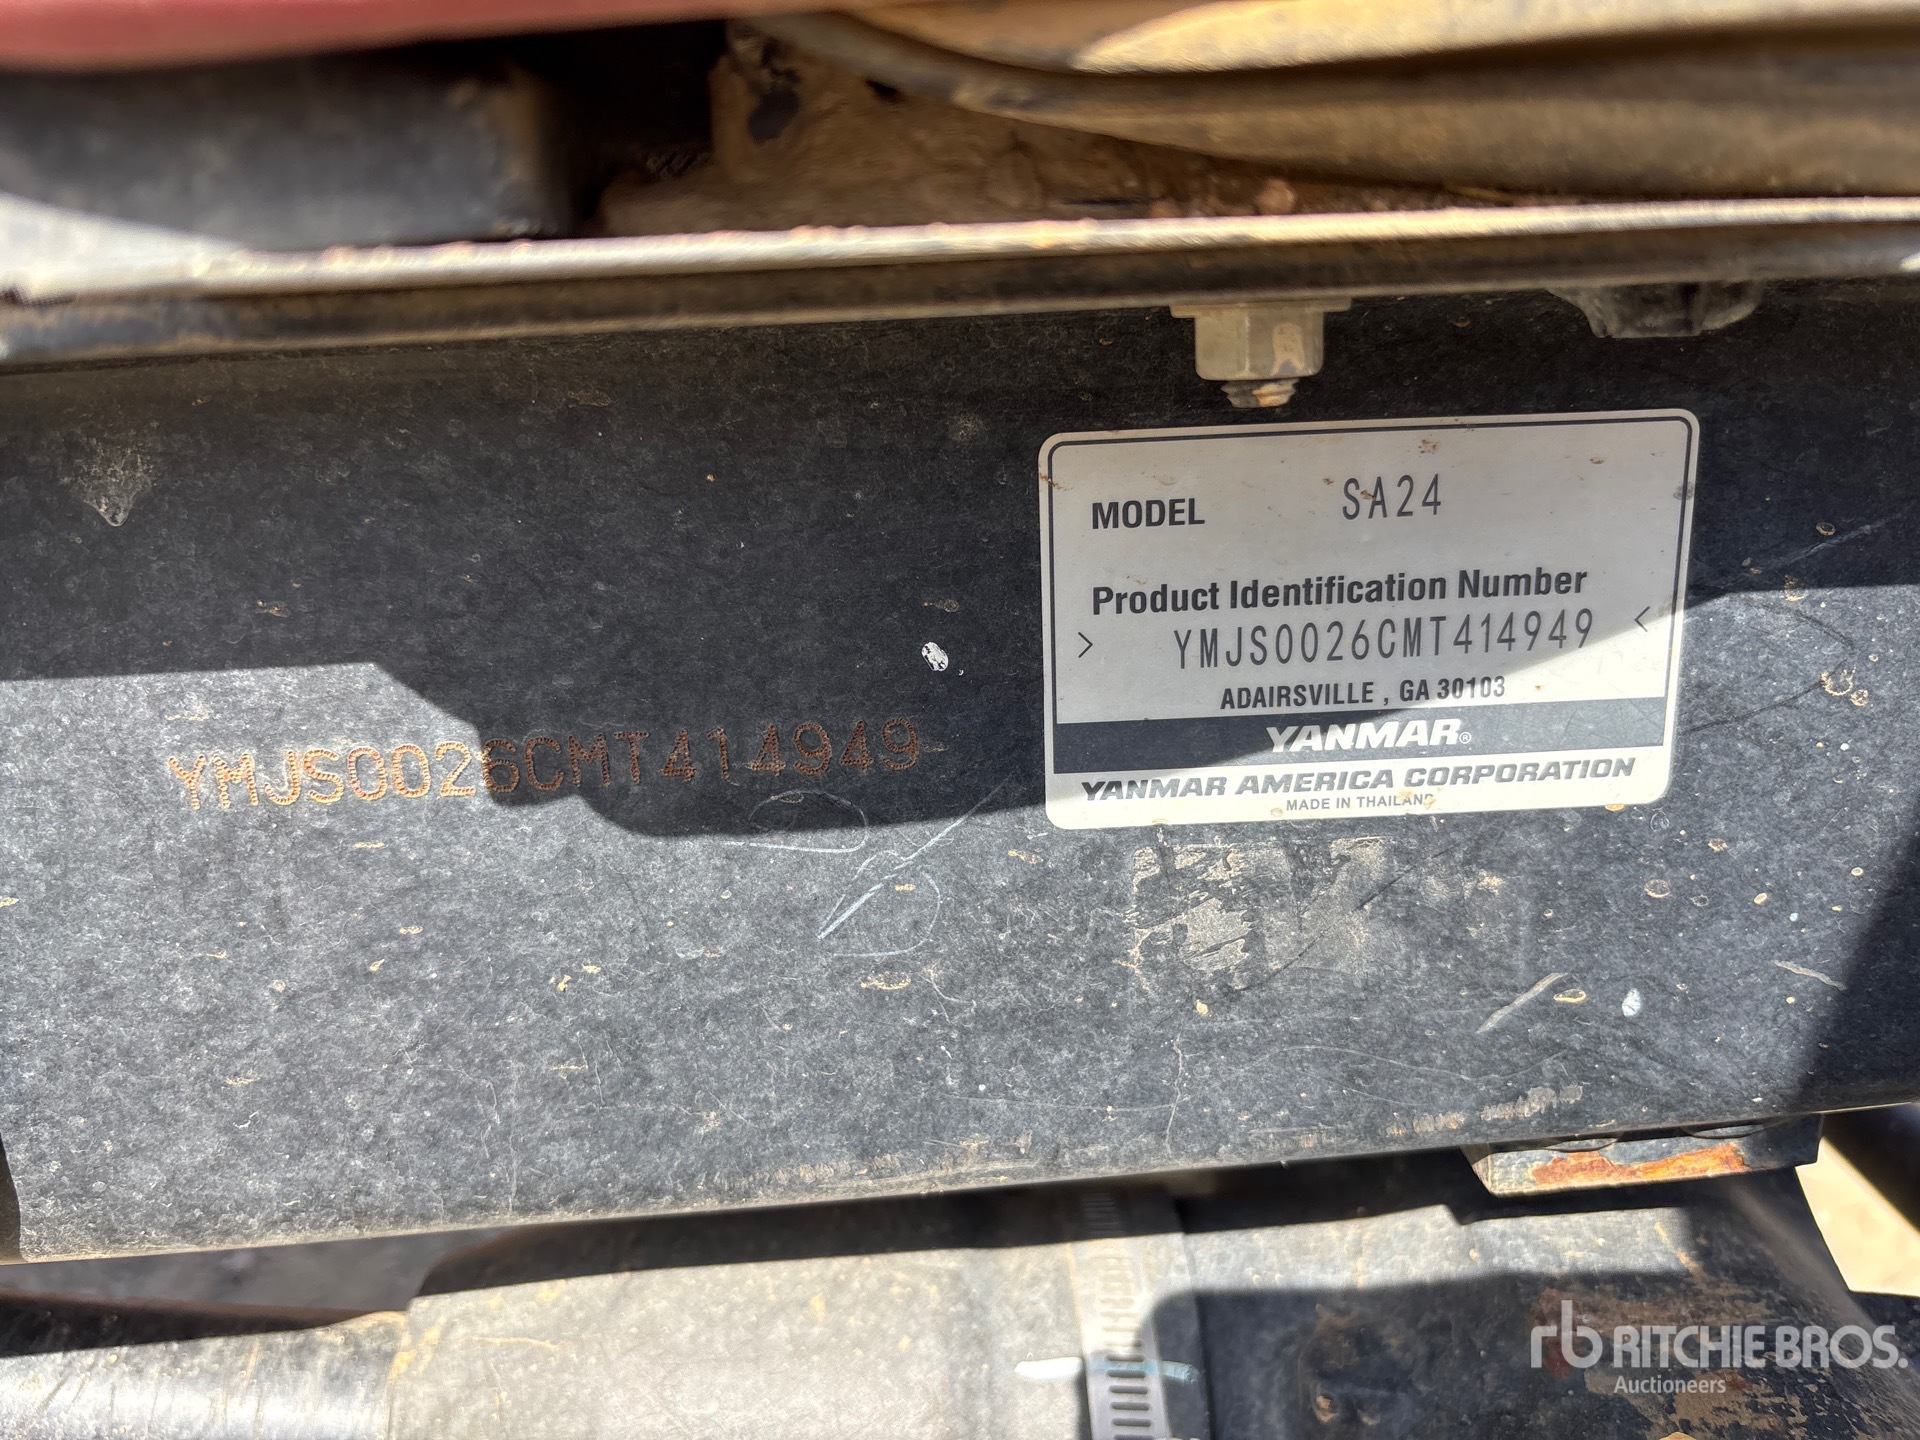 MODEL SA24
Product Identification Number
> YMJS0026CMT414949 <
ADAIRSVILLE , GA 30103
YANMAR®
YANMAR AMERICA CORPORATION
MADE IN THAILAND
YMJS0026CMT414949
rb RITCHIE BROS.
Auctioneers